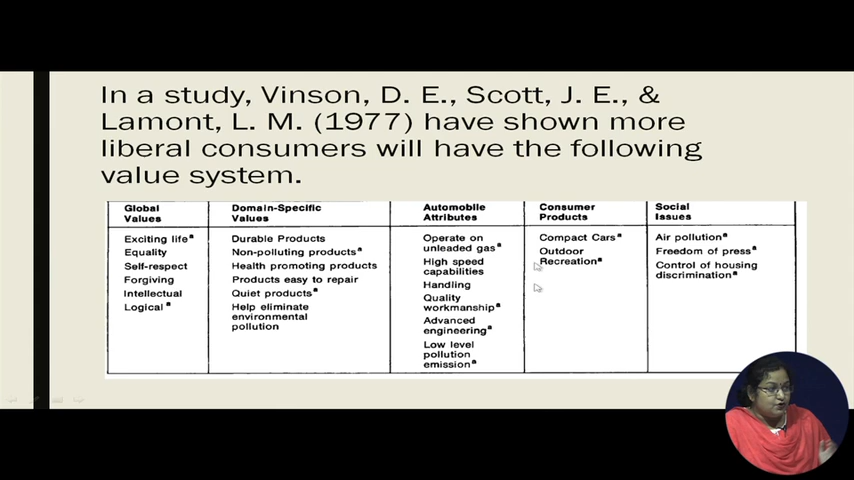 In a study, Vinson, D. E., Scott, J. E., &
Lamont, L. M. (1977) have shown more
liberal consumers will have the following
value system.
Global
Values
Exciting lifeª
Equality
Self-respect
Forgiving
Intellectual
Logicalª
Domain-Specific
Values
Durable Products
Non-polluting productsª
Health promoting products
Products easy to repair
Quiet productsª
Help eliminate
environmental
pollution
Automobile
Attributes
Operate on
unleaded gasª
High speed
capabilities
Handling
Quality
workmanshipª
Advanced
engineeringª
Low level
pollution
emissionª
Consumer
Products
Compact Carsª
Outdoor
Recreationª
Social
Issues
Air pollutionª
Freedom of pressª
Control of housing
discriminationª